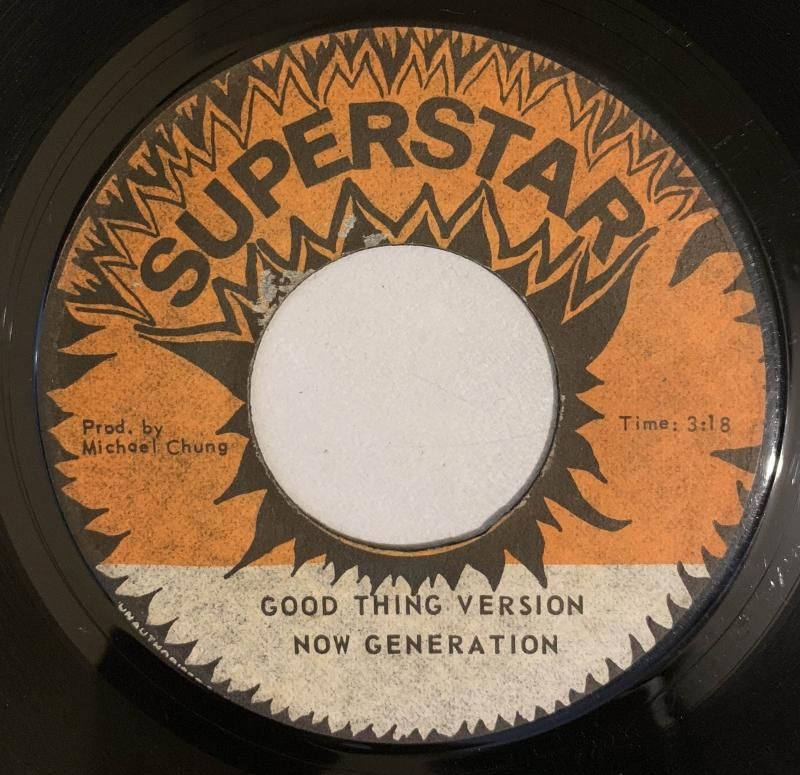 SUPERSTAR
Prod. by
Michael Chung
Time: 3:18
GOOD THING VERSION
NOW GENERATION